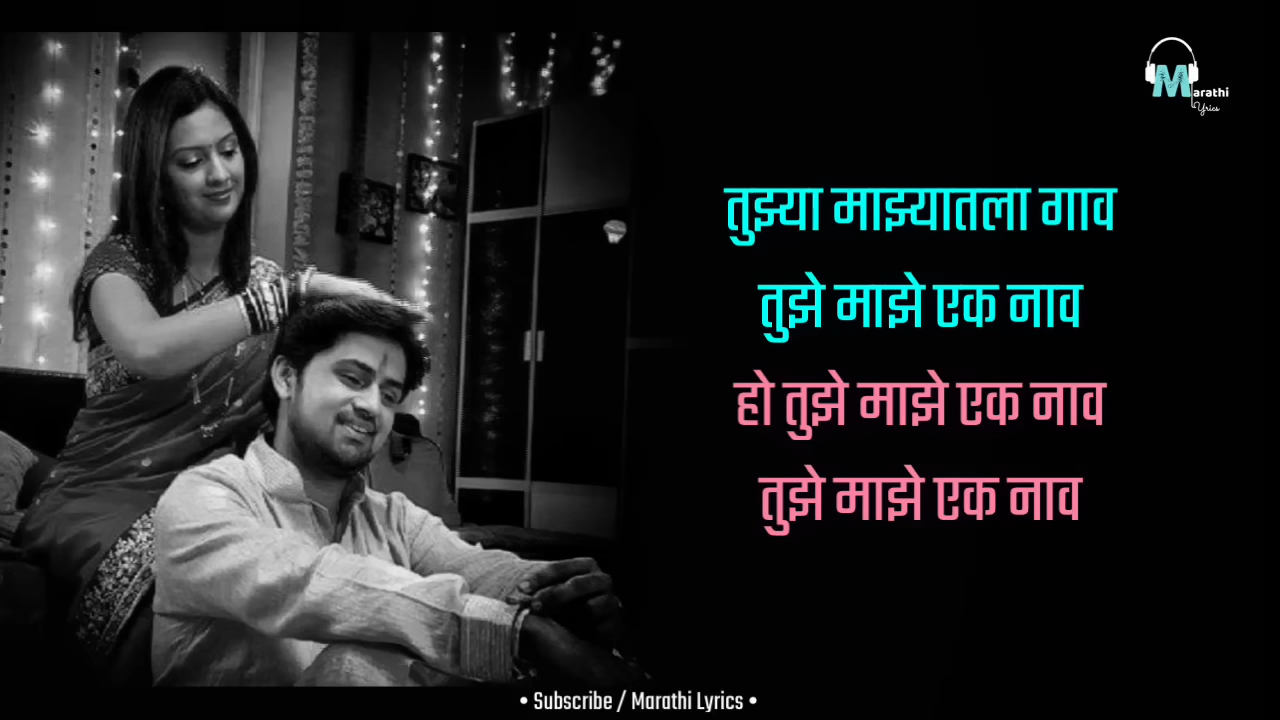 Marathi
Lyrics
तुझ्या माझ्यातला गाव
तुझे माझे एक नाव
हो तुझे माझे एक नाव
तुझे माझे एक नाव
• Subscribe / Marathi Lyrics •